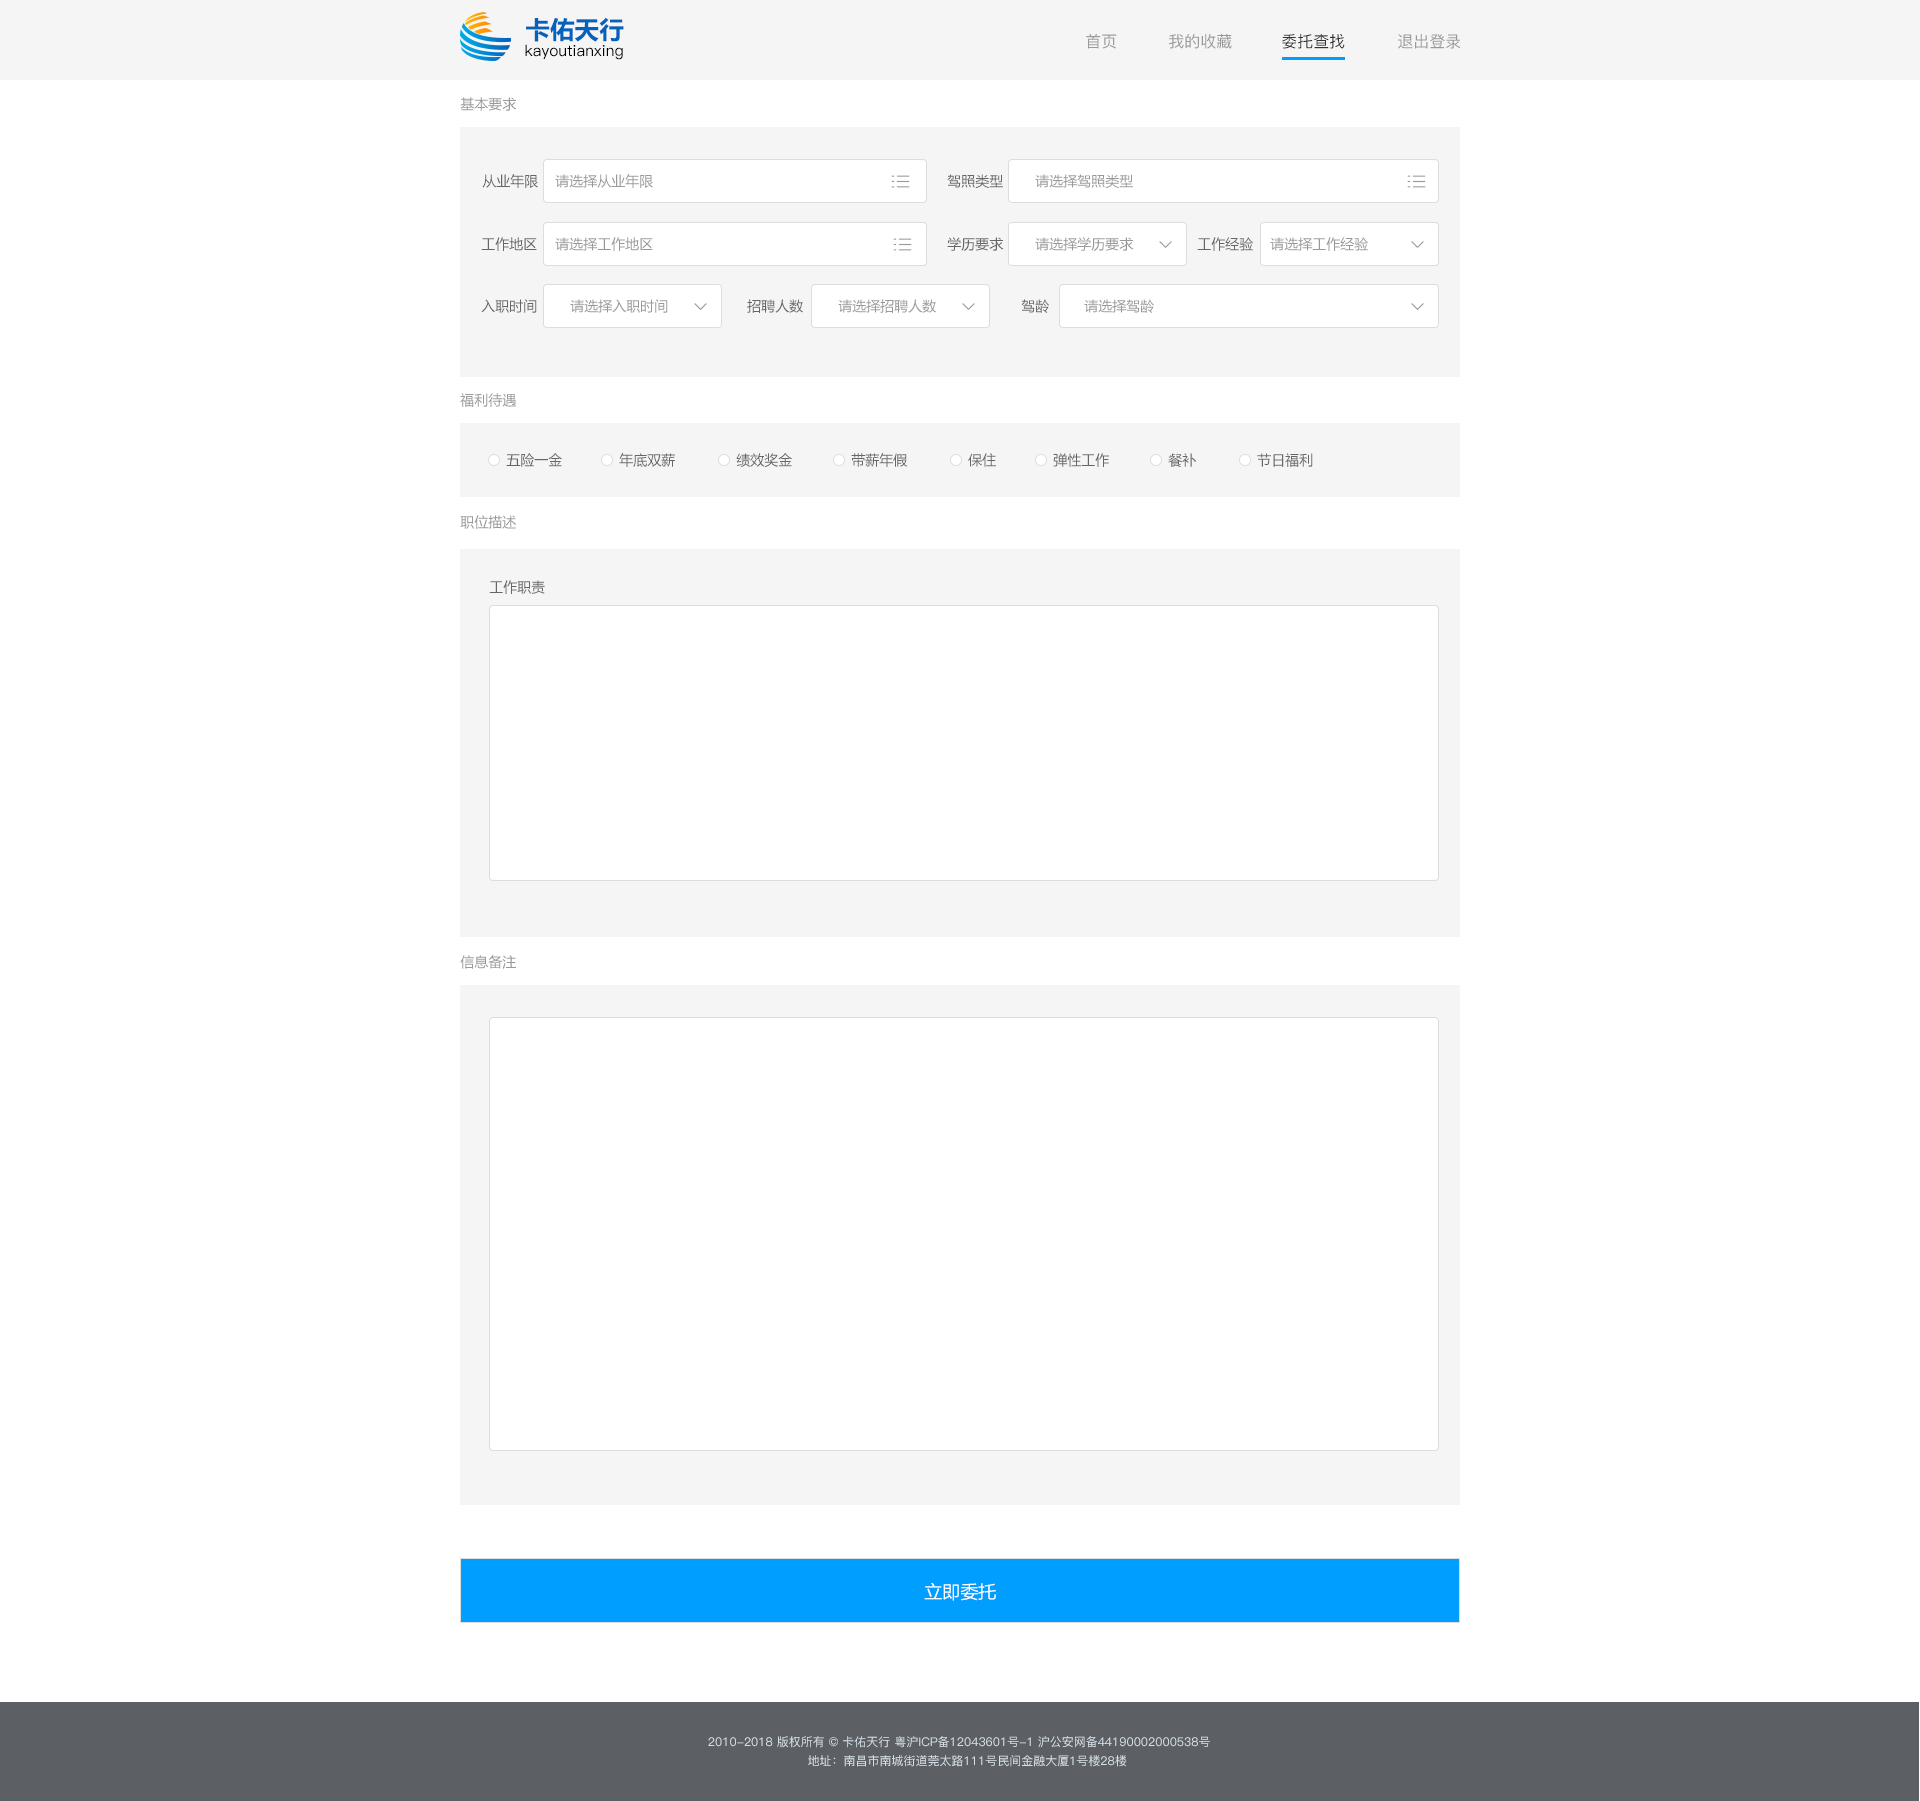 卡佑天行
kayoutianxing
首页 我的收藏 委托查找 退出登录
基本要求
从业年限 请选择从业年限 驾照类型 请选择驾照类型
工作地区 请选择工作地区 学历要求 请选择学历要求 工作经验 请选择工作经验
入职时间 请选择入职时间 招聘人数 请选择招聘人数 驾龄 请选择驾龄
福利待遇
五险一金 年底双薪 绩效奖金 带薪年假 保住 弹性工作 餐补 节日福利
职位描述
工作职责
信息备注
立即委托
2010-2018 版权所有 © 卡佑天行 粤沪ICP备12043601号-1 沪公安网备44190002000538号
地址：南昌市南城街道莞太路111号民间金融大厦1号楼28楼